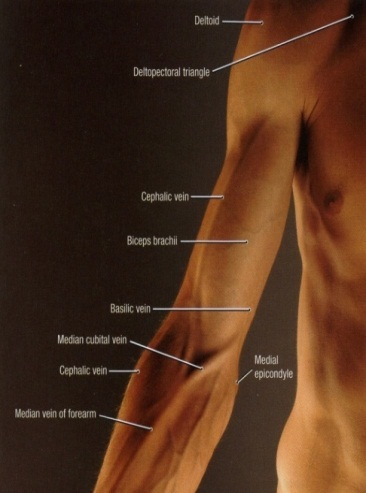 Deltoid
Deltopectoral triangle
Cephalic vein
Biceps brachii
Basilic vein
Median cubital vein
Medial
epicondyle
Cephalic vein
Median vein of forearm